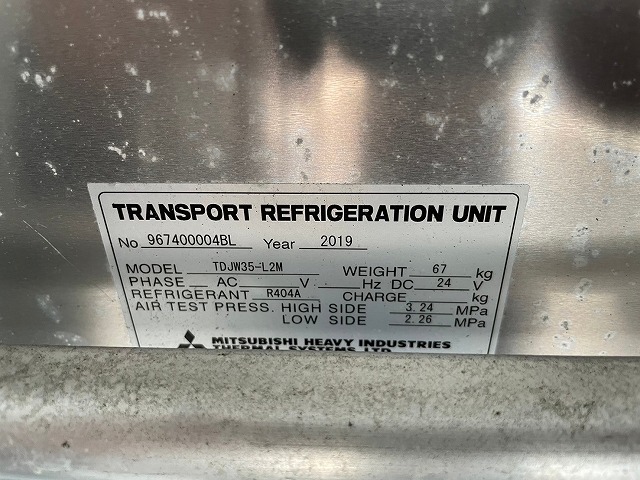 TRANSPORT REFRIGERATION UNIT
No 967400004BL Year 2019
MODEL TDJW35-L2M WEIGHT 67 kg
PHASE AC V Hz DC 24 V
REFRIGERANT R404A CHARGE kg
AIR TEST PRESS. HIGH SIDE 3.24 MPa
LOW SIDE 2.26 MPa
MITSUBISHI HEAVY INDUSTRIES
THERMAL SYSTEMS, LTD.